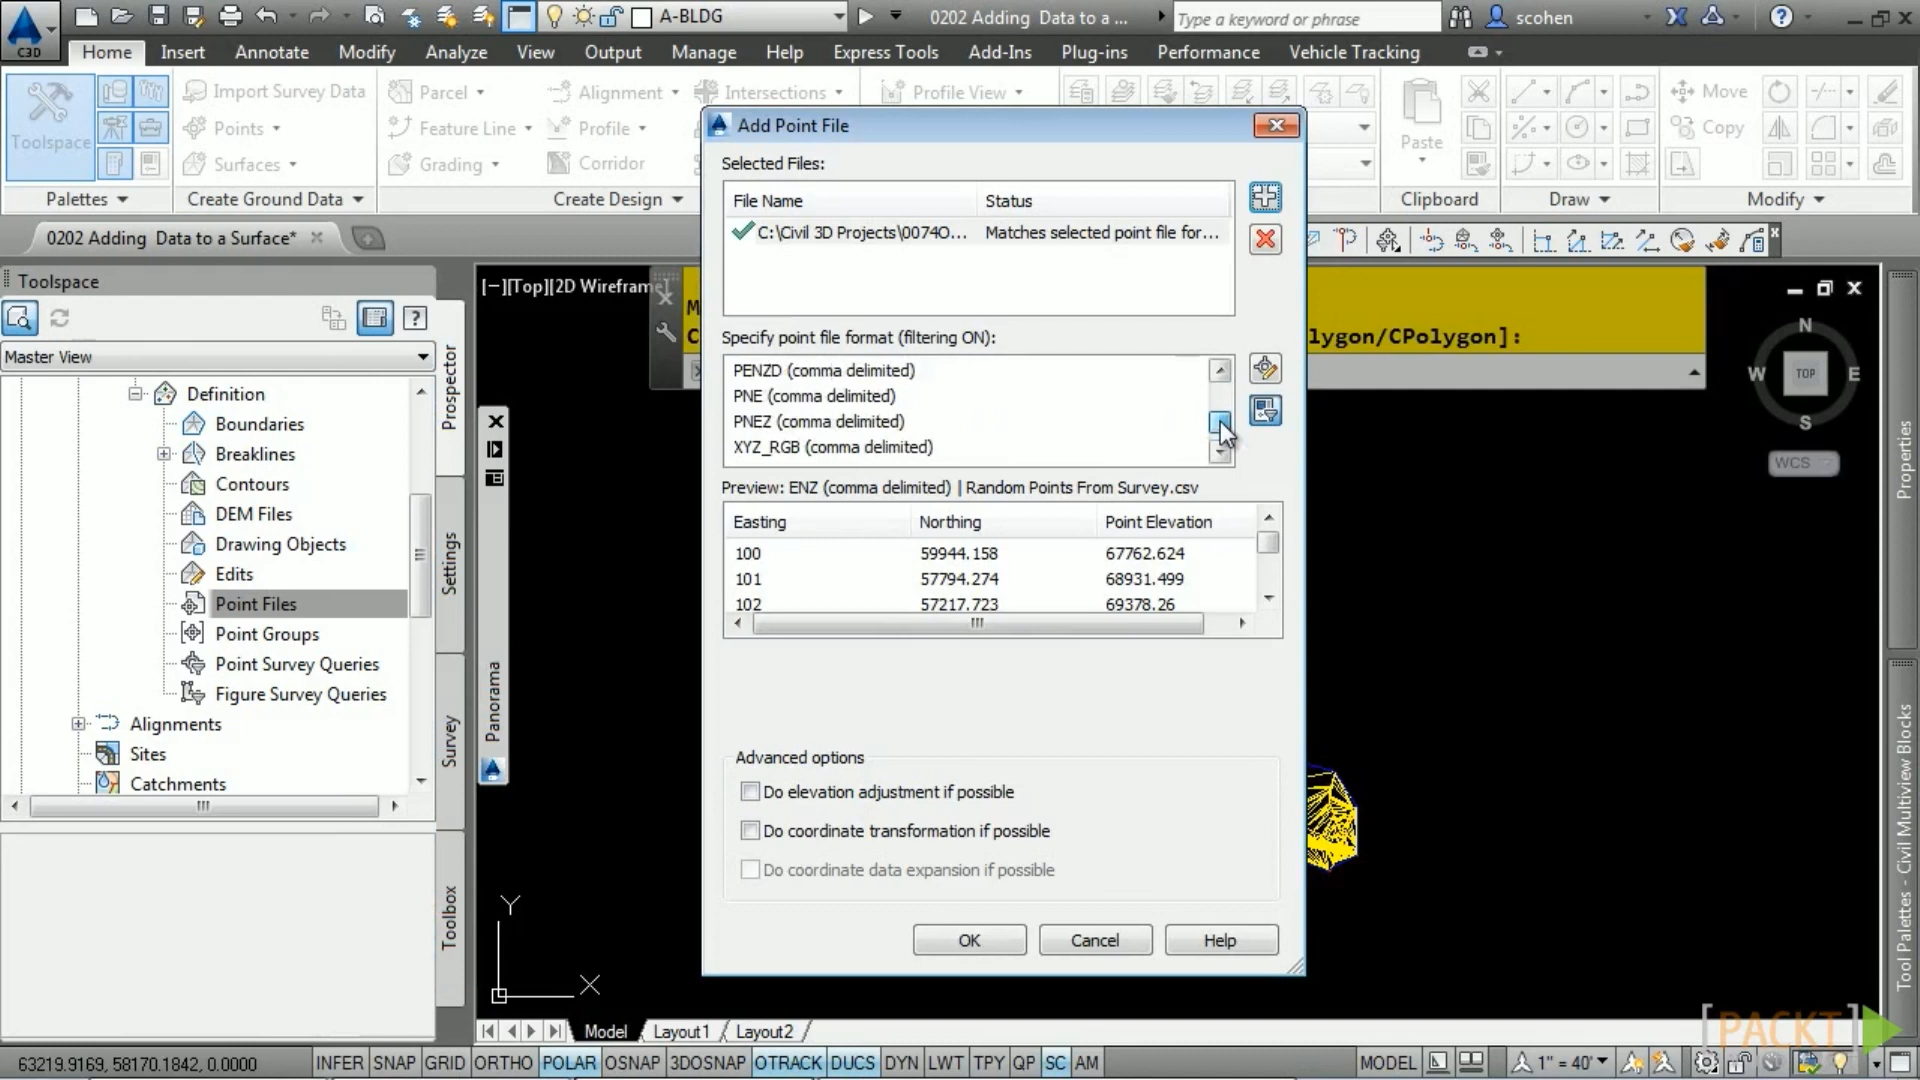 A-BLDG
0202 Adding Data to a ...
Type a keyword or phrase
scohen
C3D
Home Insert Annotate Modify Analyze View Output Manage Help Express Tools Add-Ins Plug-ins Performance Vehicle Tracking
Toolspace
Import Survey Data
Points
Surfaces
Parcel
Feature Line
Grading
Alignment
Profile
Corridor
Intersections
Profile View
Paste
Move
Copy
Palettes
Create Ground Data
Create Design
Clipboard
Draw
Modify
0202 Adding Data to a Surface*
Toolspace
Master View
Definition
Boundaries
Breaklines
Contours
DEM Files
Drawing Objects
Edits
Point Files
Point Groups
Point Survey Queries
Figure Survey Queries
Alignments
Sites
Catchments
Prospector
Settings
Survey
Toolbox
Panorama
[−][Top][2D Wireframe]
lygon/CPolygon]:
Add Point File
Selected Files:
File Name Status
C:\Civil 3D Projects\0074O... Matches selected point file for...
Specify point file format (filtering ON):
PENZD (comma delimited)
PNE (comma delimited)
PNEZ (comma delimited)
XYZ_RGB (comma delimited)
Preview: ENZ (comma delimited) | Random Points From Survey.csv
Easting Northing Point Elevation
100 59944.158 67762.624
101 57794.274 68931.499
102 57217.723 69378.26
Advanced options
Do elevation adjustment if possible
Do coordinate transformation if possible
Do coordinate data expansion if possible
OK Cancel Help
N
W TOP E
S
WCS
Properties
Tool Palettes - Civil Multiview Blocks
Y
X
Model Layout1 Layout2
[PACKT]
63219.9169, 58170.1842, 0.0000
INFER SNAP GRID ORTHO POLAR OSNAP 3DOSNAP OTRACK DUCS DYN LWT TPY QP SC AM
MODEL
1" = 40'